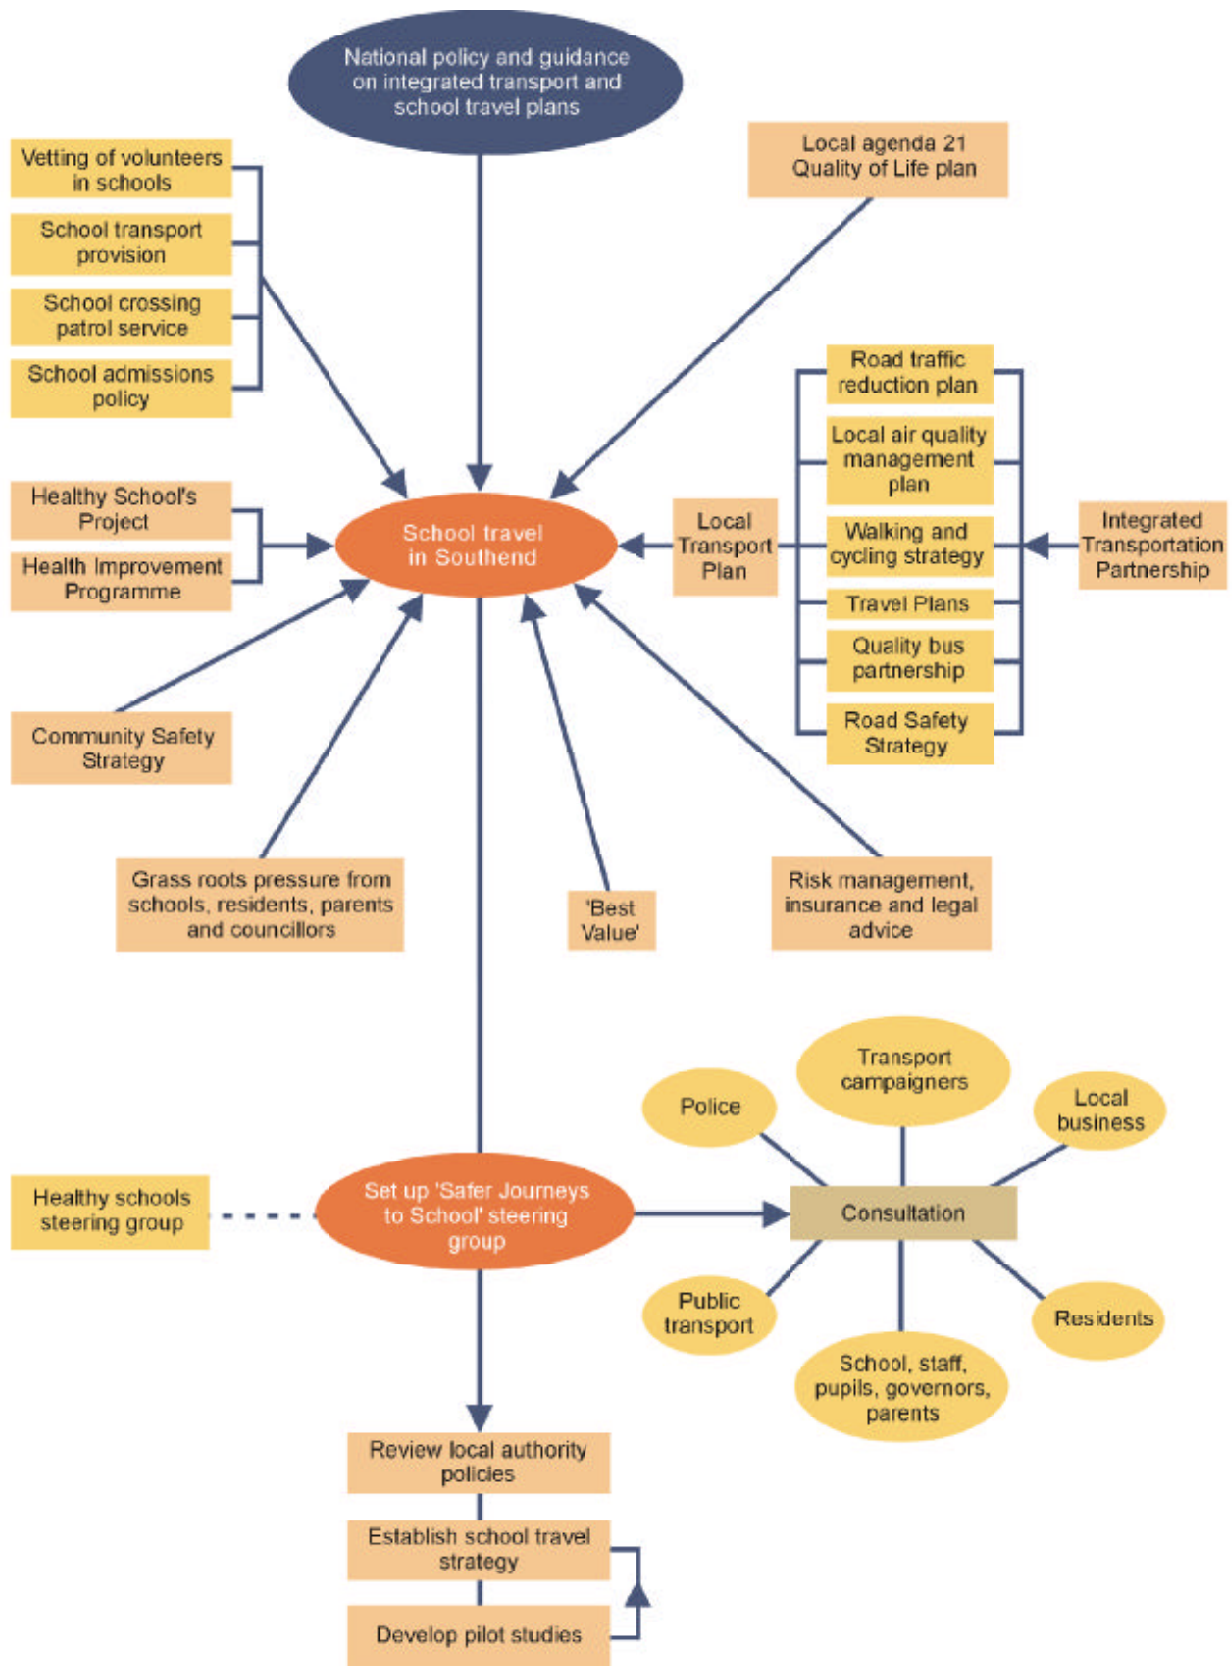 National policy and guidance
on integrated transport and
school travel plans
Vetting of volunteers
in schools
School transport
provision
School crossing
patrol service
School admissions
policy
Local agenda 21
Quality of Life plan
Healthy School's
Project
Health Improvement
Programme
School travel
in Southend
Local
Transport
Plan
Road traffic
reduction plan
Local air quality
management
plan
Walking and
cycling strategy
Travel Plans
Quality bus
partnership
Road Safety
Strategy
Integrated
Transportation
Partnership
Community Safety
Strategy
Grass roots pressure from
schools, residents, parents
and councillors
'Best
Value'
Risk management,
insurance and legal
advice
Healthy schools
steering group
Set up 'Safer Journeys
to School' steering
group
Consultation
Police
Transport
campaigners
Local
business
Public
transport
School, staff,
pupils, governors,
parents
Residents
Review local authority
policies
Establish school travel
strategy
Develop pilot studies